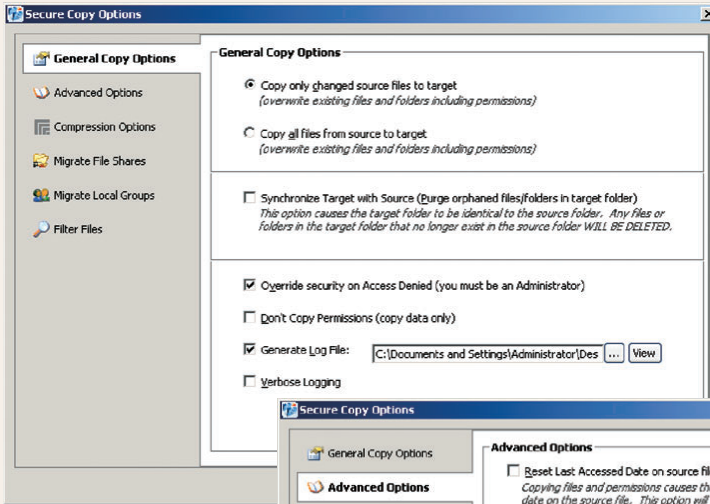 Secure Copy Options
General Copy Options
Advanced Options
Compression Options
Migrate File Shares
Migrate Local Groups
Filter Files
General Copy Options
Copy only changed source files to target
(overwrite existing files and folders including permissions)
Copy all files from source to target
(overwrite existing files and folders including permissions)
Synchronize Target with Source (Purge orphaned files/folders in target folder)
This option causes the target folder to be identical to the source folder. Any files or
folders in the target folder that no longer exist in the source folder WILL BE DELETED.
Override security on Access Denied (you must be an Administrator)
Don't Copy Permissions (copy data only)
Generate Log File: C:\Documents and Settings\Administrator\Des ... View
Verbose Logging
Secure Copy Options
General Copy Options
Advanced Options
Advanced Options
Reset Last Accessed Date on source fil
Copying files and permissions causes th
date on the source file. This option will